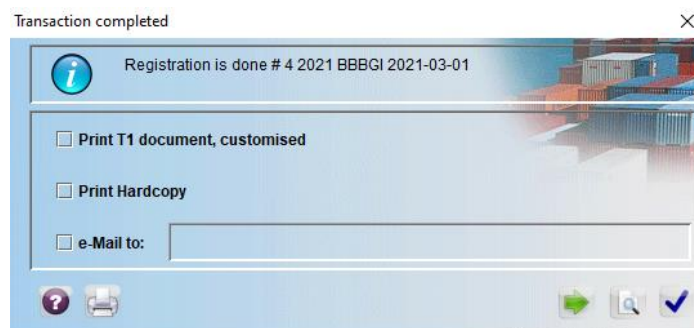 Transaction completed
Registration is done # 4 2021 BBBGI 2021-03-01
Print T1 document, customised
Print Hardcopy
e-Mail to: